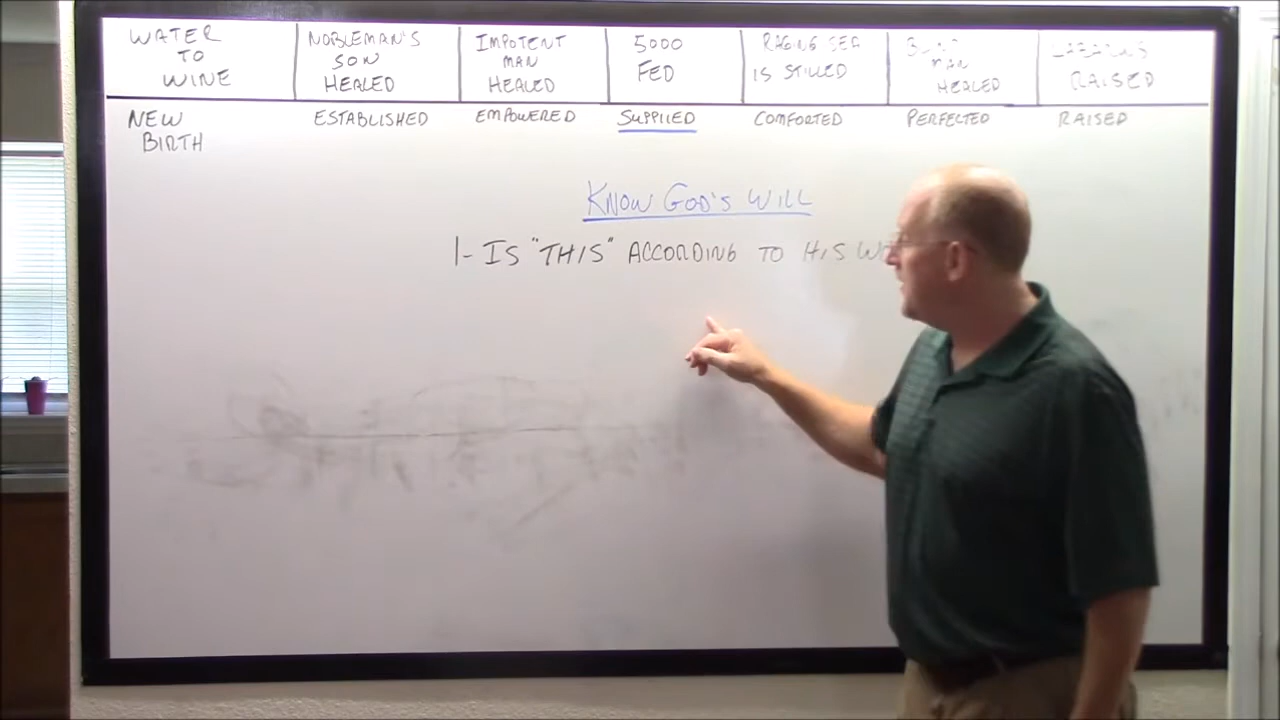 WATER
TO
WINE
NOBLEMAN'S
SON
HEALED
IMPOTENT
MAN
HEALED
5000
FED
RAGING SEA
IS STILLED
MAN
HEALED
RAISED
NEW
BIRTH
ESTABLISHED
EMPOWERED
SUPPLIED
COMFORTED
PERFECTED
RAISED
KNOW GOD'S WILL
1- IS "THIS" ACCORDING TO HIS